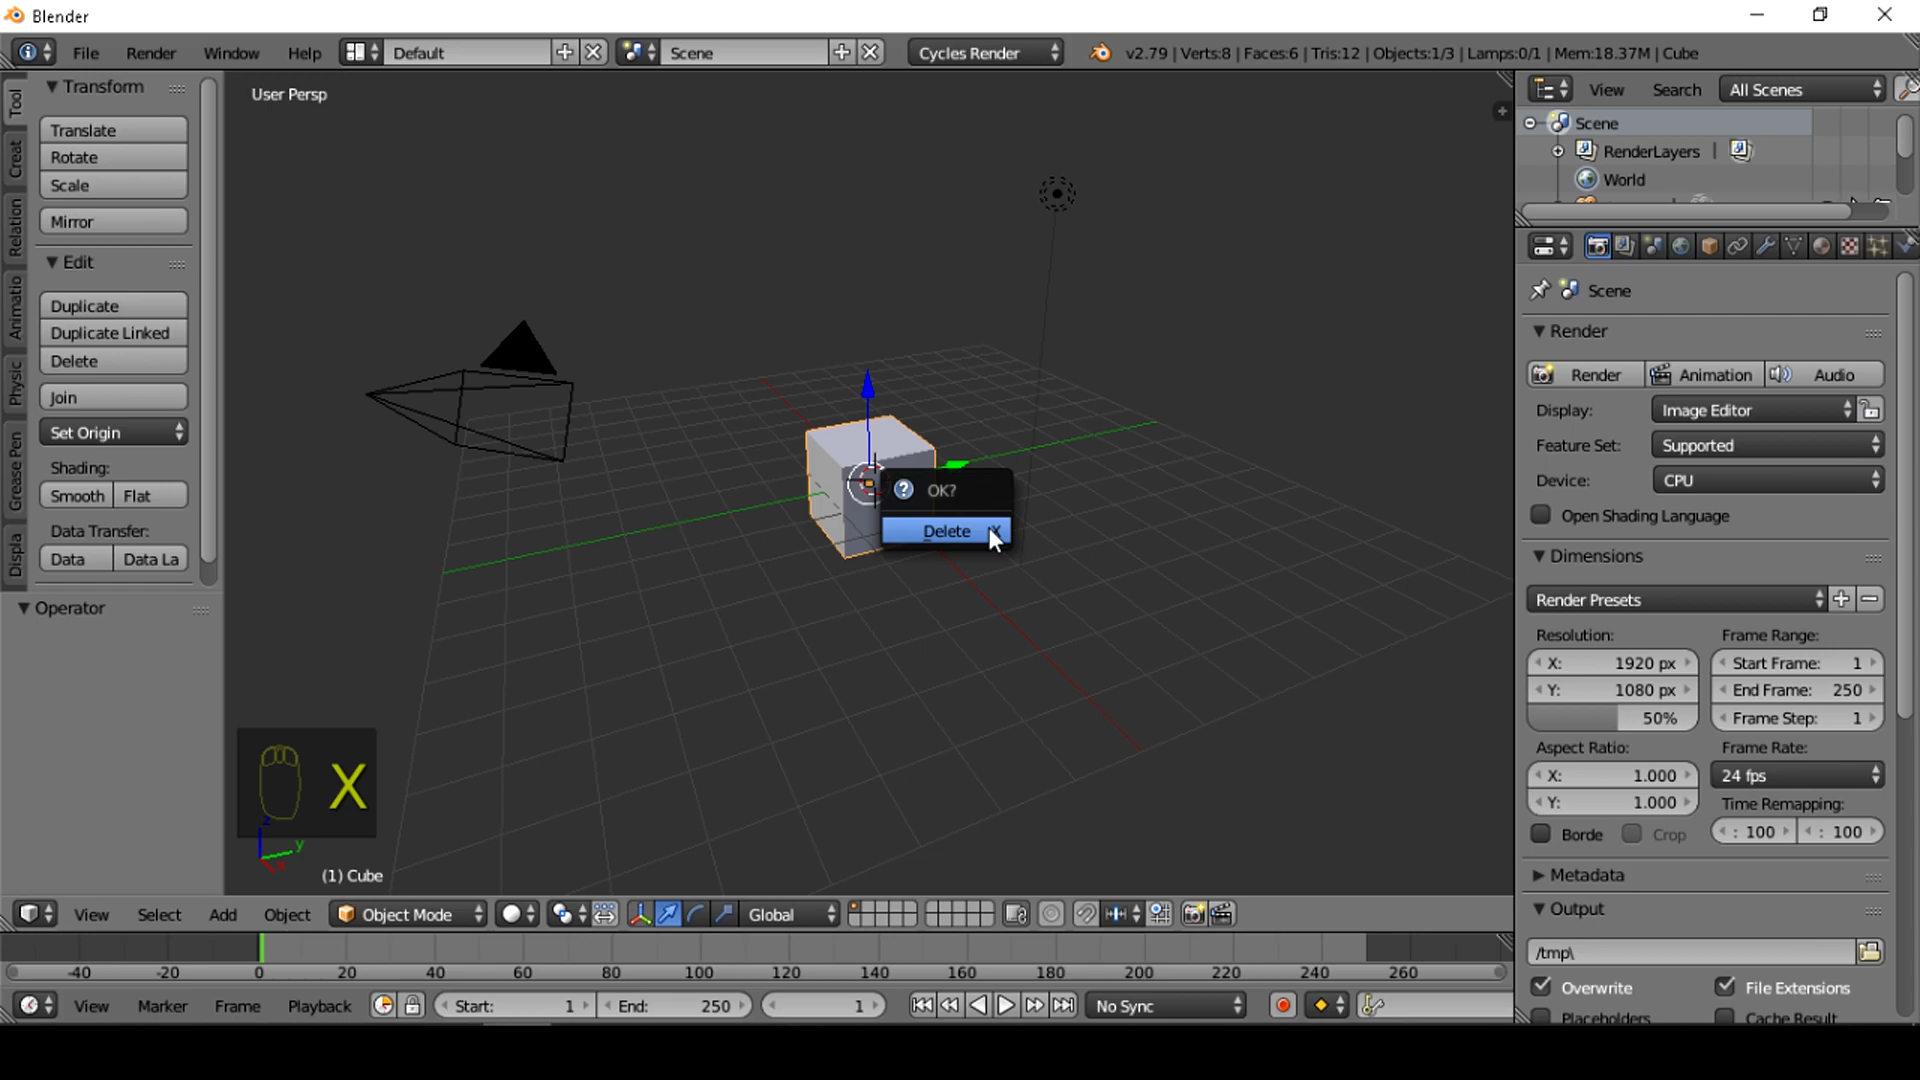 Blender
File Render Window Help Default Scene Cycles Render v2.79 | Verts:8 | Faces:6 | Tris:12 | Objects:1/3 | Lamps:0/1 | Mem:18.37M | Cube
Tool
Creat
Relation
Animatio
Physic
Grease Pen
Displa
Transform
Translate
Rotate
Scale
Mirror
Edit
Duplicate
Duplicate Linked
Delete
Join
Set Origin
Shading:
Smooth Flat
Data Transfer:
Data Data La
Operator
User Persp
OK?
Delete X
X
z
y
x
(1) Cube
View Search All Scenes
Scene
RenderLayers |
World
Scene
Render
Render Animation Audio
Display: Image Editor
Feature Set: Supported
Device: CPU
Open Shading Language
Dimensions
Render Presets
Resolution: Frame Range:
X: 1920 px Start Frame: 1
Y: 1080 px End Frame: 250
50% Frame Step: 1
Aspect Ratio: Frame Rate:
X: 1.000 24 fps
Y: 1.000 Time Remapping:
Borde Crop : 100 : 100
Metadata
Output
/tmp\
Overwrite File Extensions
Placeholders Cache Result
View Select Add Object Object Mode Global
-40 -20 0 20 40 60 80 100 120 140 160 180 200 220 240 260
View Marker Frame Playback Start: 1 End: 250 1 No Sync